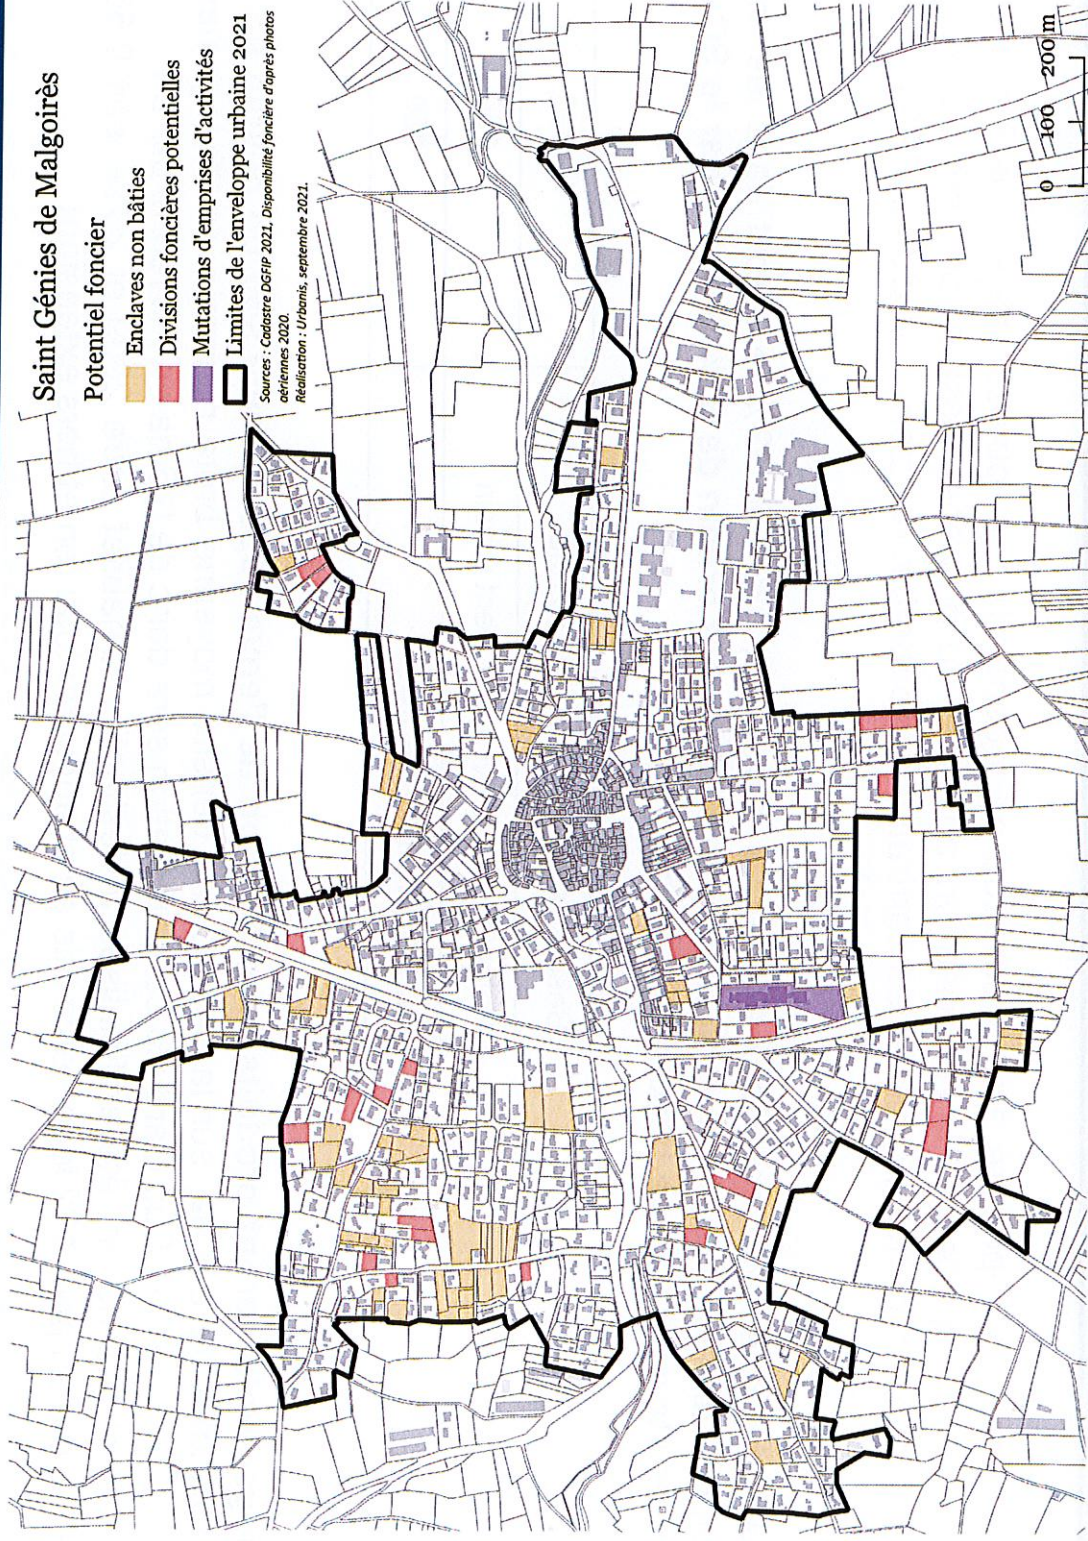 Saint Génies de Malgoirès
Potentiel foncier
Enclaves non bâties
Divisions foncières potentielles
Mutations d'emprises d'activités
Limites de l'enveloppe urbaine 2021
Sources : Cadastre DGFIP 2021, Disponibilité foncière d'après photos
aériennes 2020.
Réalisation : Urbanis, septembre 2021.
0 100 200 m